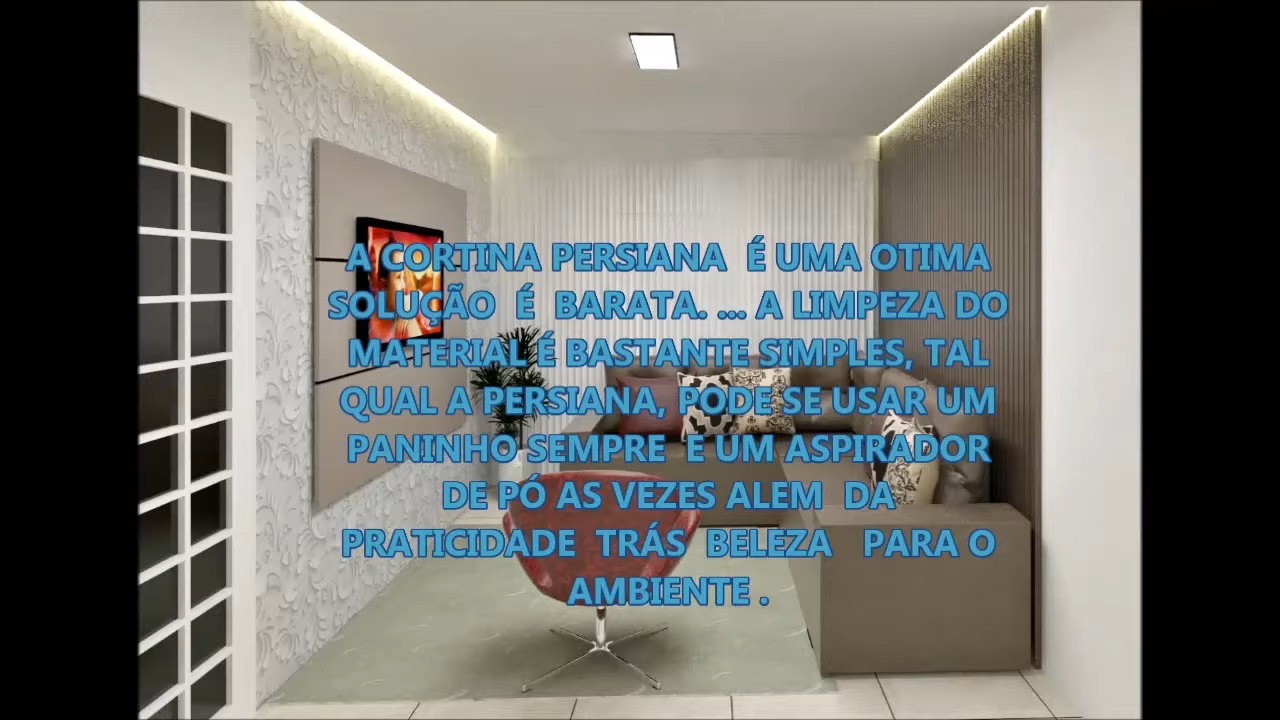 A CORTINA PERSIANA É UMA OTIMA
SOLUÇÃO É BARATA. ... A LIMPEZA DO
MATERIAL É BASTANTE SIMPLES, TAL
QUAL A PERSIANA, PODE SE USAR UM
PANINHO SEMPRE E UM ASPIRADOR
DE PÓ AS VEZES ALEM DA
PRATICIDADE TRÁS BELEZA PARA O
AMBIENTE .